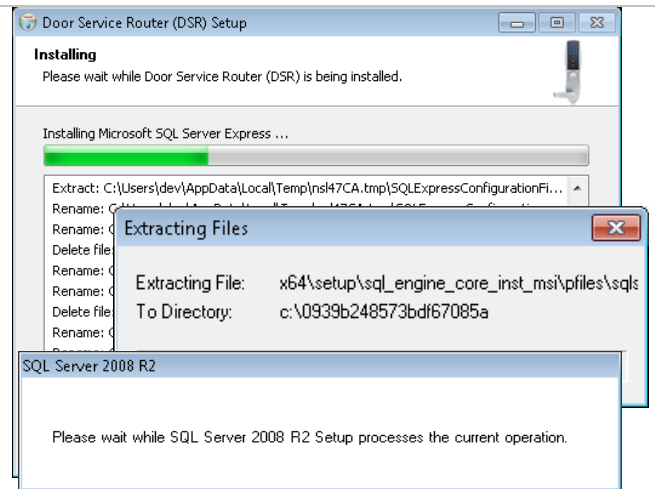 Door Service Router (DSR) Setup
Installing
Please wait while Door Service Router (DSR) is being installed.
Installing Microsoft SQL Server Express ...
Extract: C:\Users\dev\AppData\Local\Temp\nsl47CA.tmp\SQLExpressConfigurationFi...
Rename:
Rename:
Delete file:
Rename:
Rename:
Delete file:
Rename:
Extracting Files
Extracting File: x64\setup\sql_engine_core_inst_msi\pfiles\sqls
To Directory: c:\0939b248573bdf67085a
SQL Server 2008 R2
Please wait while SQL Server 2008 R2 Setup processes the current operation.